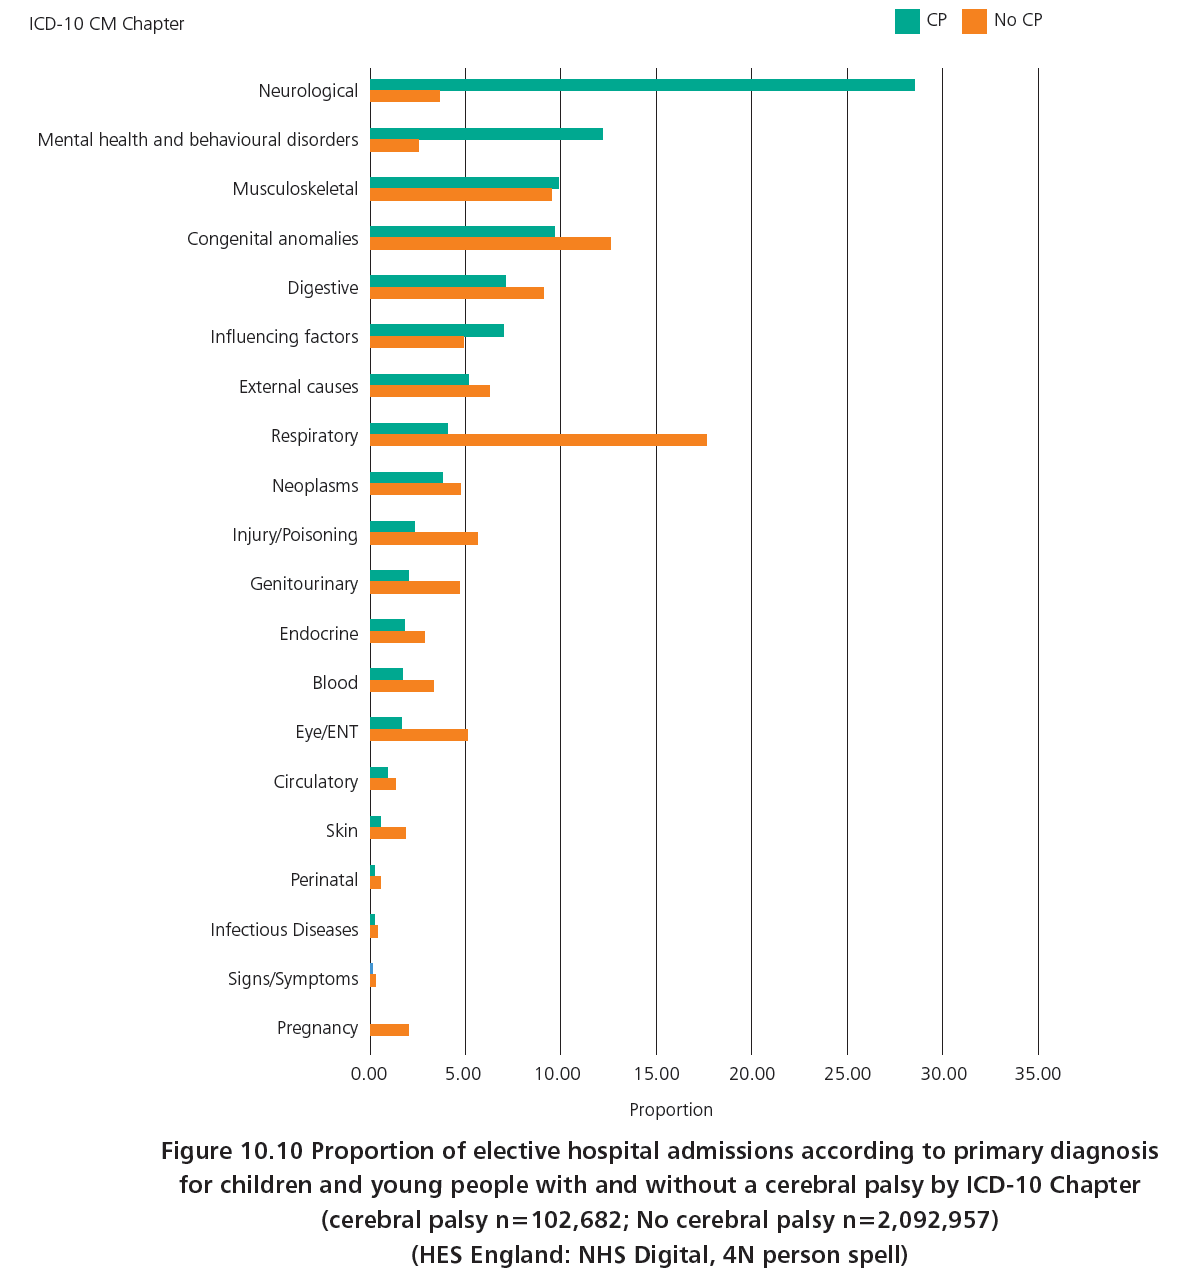 ICD-10 CM Chapter
CP
No CP
Neurological
Mental health and behavioural disorders
Musculoskeletal
Congenital anomalies
Digestive
Influencing factors
External causes
Respiratory
Neoplasms
Injury/Poisoning
Genitourinary
Endocrine
Blood
Eye/ENT
Circulatory
Skin
Perinatal
Infectious Diseases
Signs/Symptoms
Pregnancy
0.00 5.00 10.00 15.00 20.00 25.00 30.00 35.00
Proportion
Figure 10.10 Proportion of elective hospital admissions according to primary diagnosis
for children and young people with and without a cerebral palsy by ICD-10 Chapter
(cerebral palsy n=102,682; No cerebral palsy n=2,092,957)
(HES England: NHS Digital, 4N person spell)